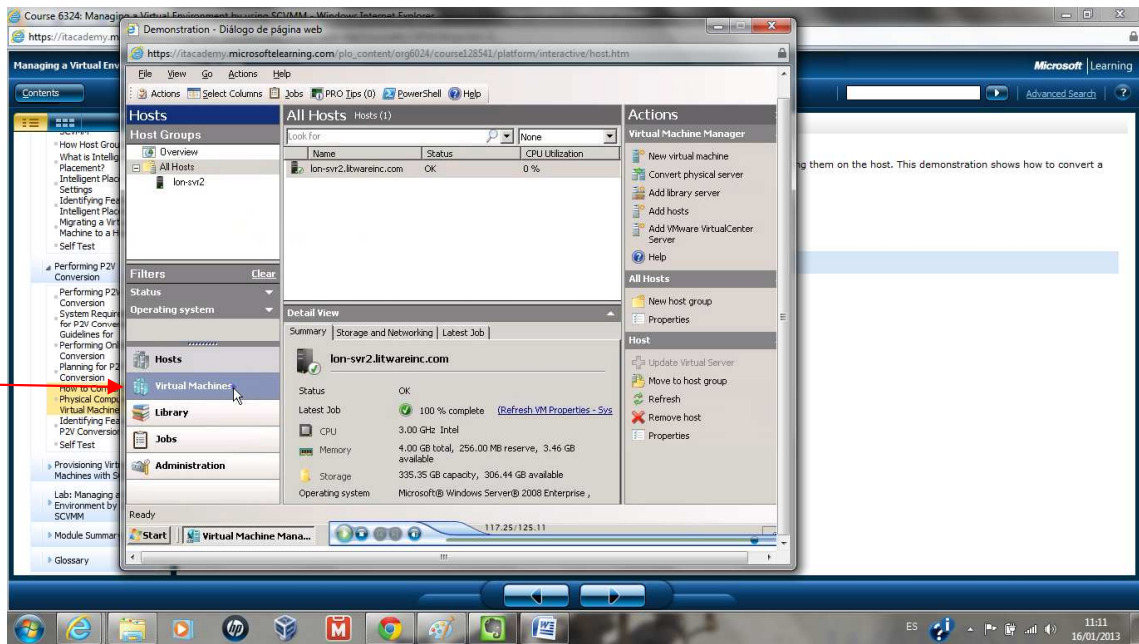 Course 6324: Managing a Virtual Environment by using SCVMM - Windows Internet Explorer
https://itacademy.m
Managing a Virtual Env
Microsoft | Learning
Contents
Advanced Search
?
SCVMM
How Host Grou
What is Intellig
Placement?
Intelligent Plac
Settings
Identifying Fea
Intelligent Plac
Migrating a Virt
Machine to a H
Self Test
Performing P2V
Conversion
Performing P2V
Conversion
System Require
for P2V Conver
Guidelines for
Performing Onl
Conversion
Planning for P2
Conversion
How to Con
Physical Compu
Virtual Machine
Identifying Fea
P2V Conversion
Self Test
Provisioning Virt
Machines with S
Lab: Managing a
Environment by
SCVMM
Module Summar
Glossary
ng them on the host. This demonstration shows how to convert a
Demonstration - Diálogo de página web
https://itacademy.microsoftelearning.com/plo_content/org6024/course128541/platform/interactive/host.htm
File View Go Actions Help
Actions Select Columns Jobs PRO Tips (0) PowerShell Help
Hosts
Host Groups
Overview
All Hosts
lon-svr2
Filters Clear
Status
Operating system
Hosts
Virtual Machines
Library
Jobs
Administration
All Hosts Hosts (1)
Look for
None
Name Status CPU Utilization
lon-svr2.litwareinc.com OK 0 %
Detail View
Summary Storage and Networking Latest Job
lon-svr2.litwareinc.com
Status OK
Latest Job 100 % complete (Refresh VM Properties - Sys
CPU 3.00 GHz Intel
Memory 4.00 GB total, 256.00 MB reserve, 3.46 GB
available
Storage 335.35 GB capacity, 306.44 GB available
Operating system Microsoft® Windows Server® 2008 Enterprise ,
Actions
Virtual Machine Manager
New virtual machine
Convert physical server
Add library server
Add hosts
Add VMware VirtualCenter
Server
Help
All Hosts
New host group
Properties
Host
Update Virtual Server
Move to host group
Refresh
Remove host
Properties
Ready
Start Virtual Machine Mana...
117.25/125.11
ES
11:11
16/01/2013